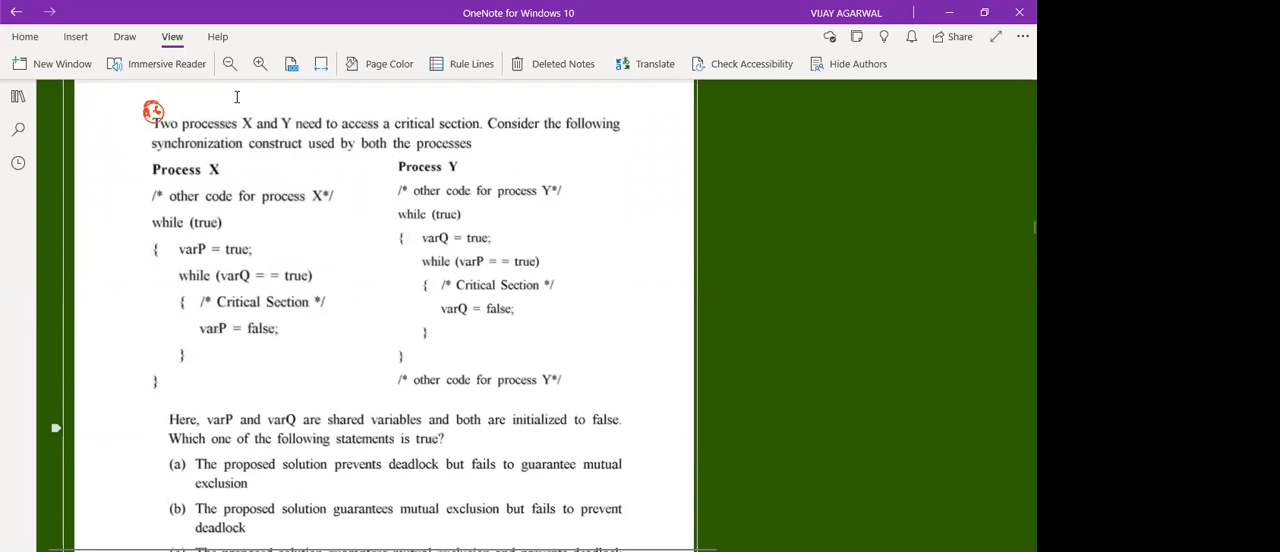 OneNote for Windows 10
VIJAY AGARWAL
Home Insert Draw View Help
Share
New Window Immersive Reader Page Color Rule Lines Deleted Notes Translate Check Accessibility Hide Authors
Two processes X and Y need to access a critical section. Consider the following
synchronization construct used by both the processes
Process X
/* other code for process X*/
while (true)
{ varP = true;
while (varQ = = true)
{ /* Critical Section */
varP = false;
}
}
Process Y
/* other code for process Y*/
while (true)
{ varQ = true;
while (varP = = true)
{ /* Critical Section */
varQ = false;
}
}
/* other code for process Y*/
Here, varP and varQ are shared variables and both are initialized to false.
Which one of the following statements is true?
(a) The proposed solution prevents deadlock but fails to guarantee mutual
exclusion
(b) The proposed solution guarantees mutual exclusion but fails to prevent
deadlock